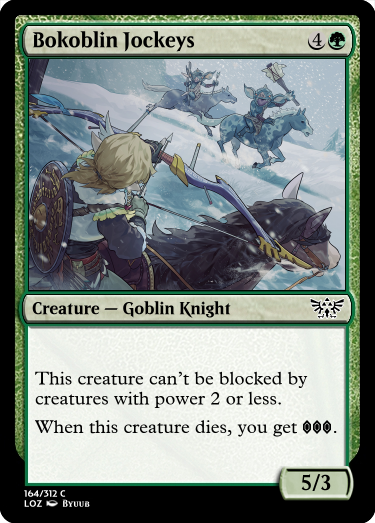 Bokoblin Jockeys 4
Creature — Goblin Knight
This creature can't be blocked by
creatures with power 2 or less.
When this creature dies, you get .
5/3
164/312 C
LOZ Byuub